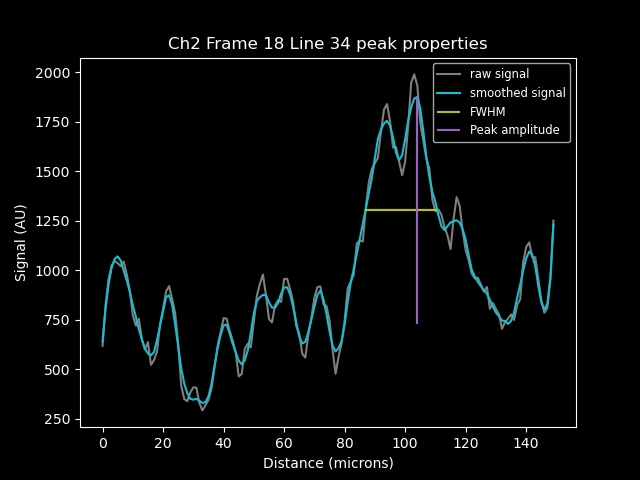 Ch2 Frame 18 Line 34 peak properties
raw signal
smoothed signal
FWHM
Peak amplitude
Signal (AU)
2000
1750
1500
1250
1000
750
500
250
0 20 40 60 80 100 120 140
Distance (microns)